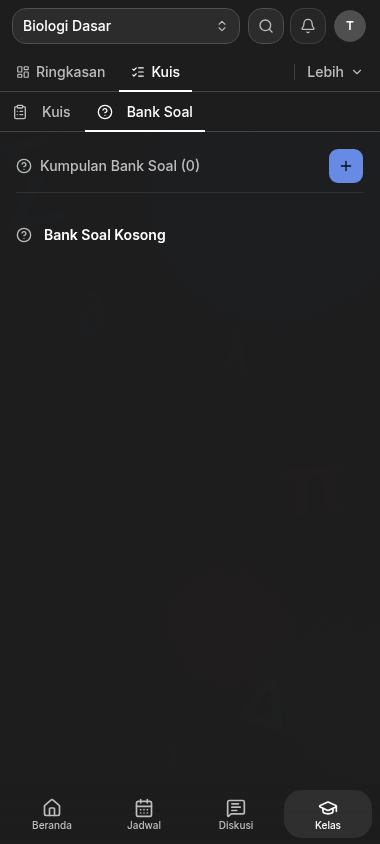 Biologi Dasar
T
Ringkasan
Kuis
Lebih
Kuis
Bank Soal
Kumpulan Bank Soal (0)
Bank Soal Kosong
Beranda
Jadwal
Diskusi
Kelas